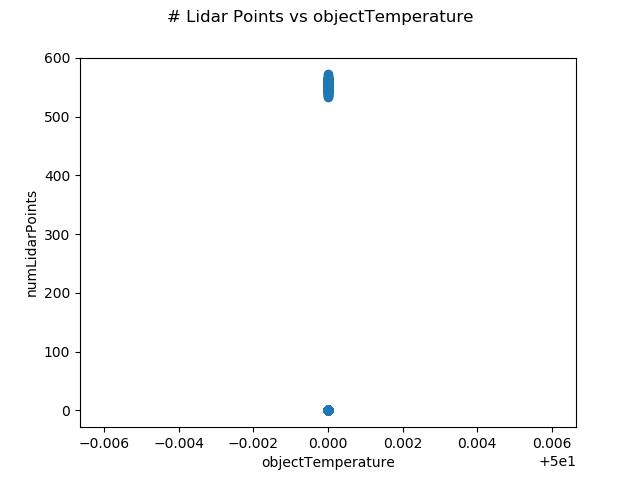 # Lidar Points vs objectTemperature
600
500
400
300
200
100
0
numLidarPoints
−0.006 −0.004 −0.002 0.000 0.002 0.004 0.006
objectTemperature
+5e1